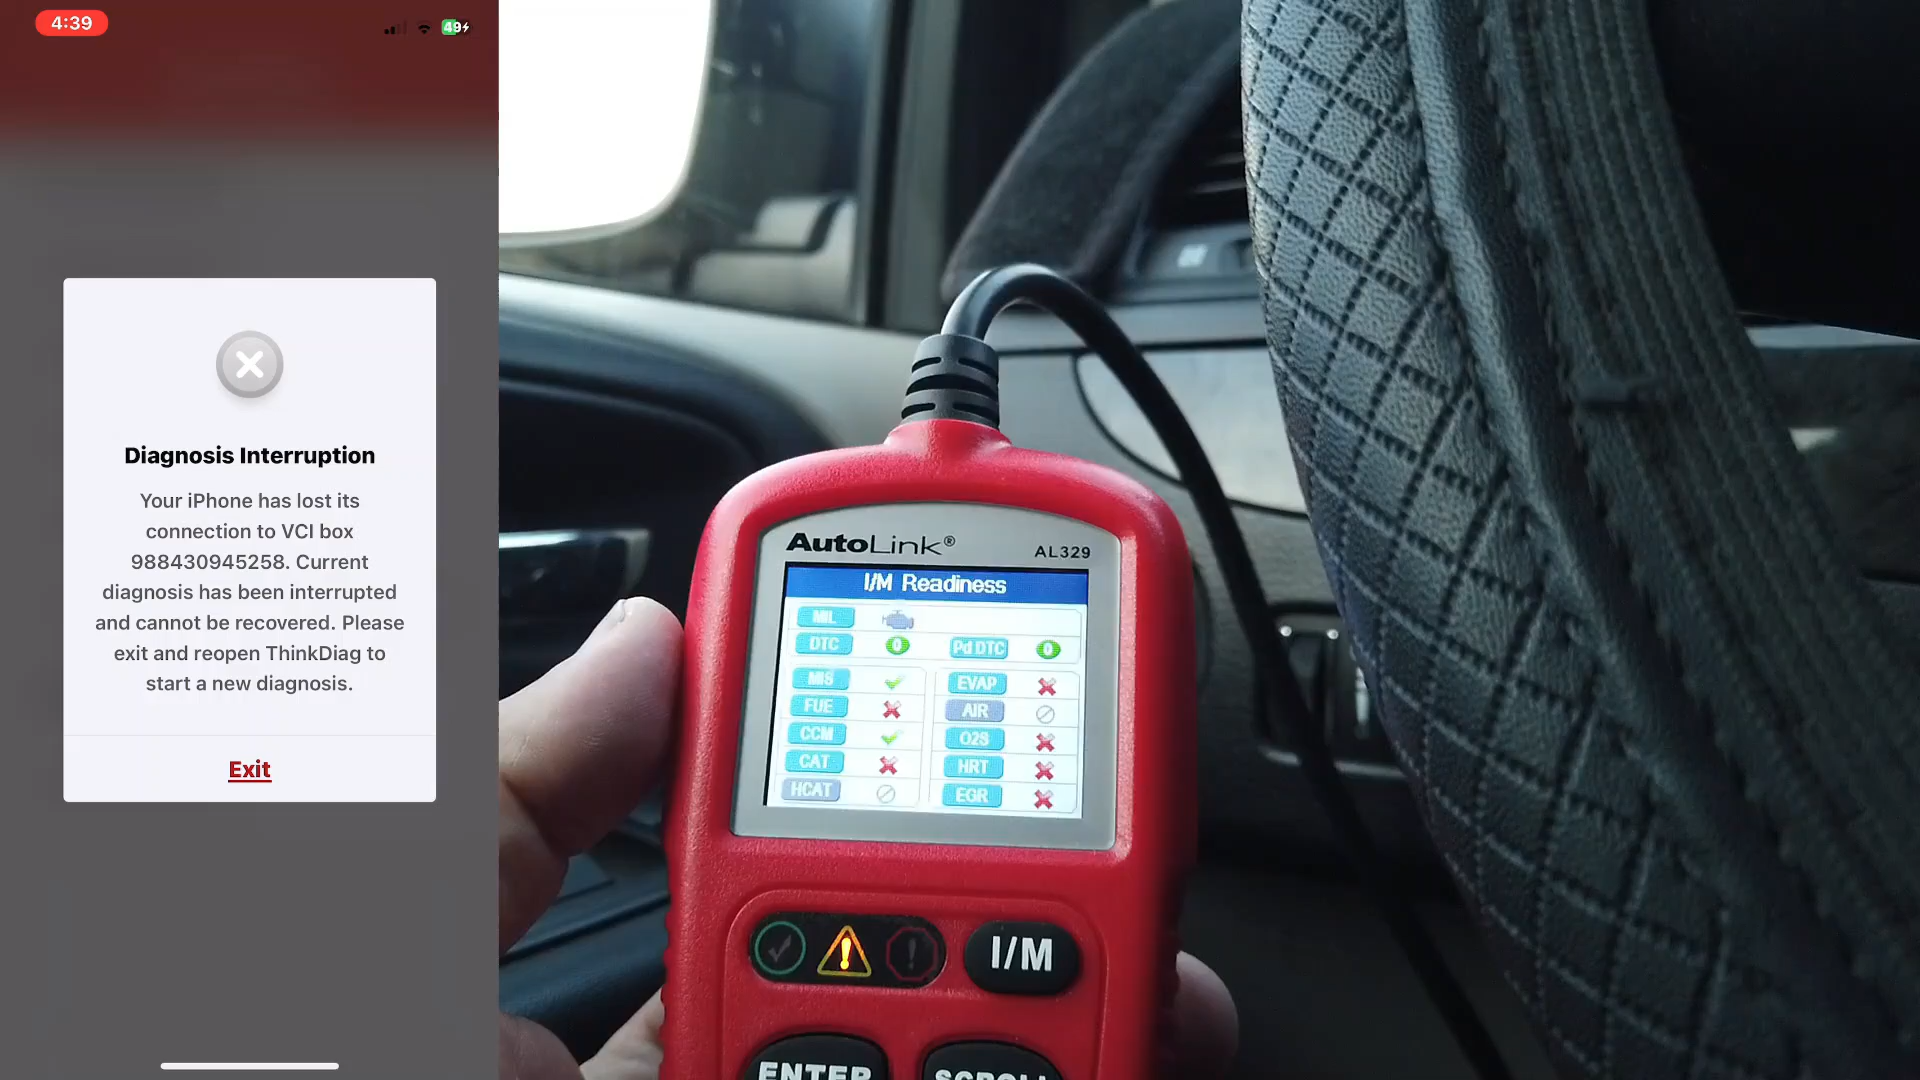 4:39
49
Diagnosis Interruption
Your iPhone has lost its
connection to VCI box
988430945258. Current
diagnosis has been interrupted
and cannot be recovered. Please
exit and reopen ThinkDiag to
start a new diagnosis.
Exit
AutoLink® AL329
I/M Readiness
MIL
DTC 0 Pd DTC 0
MIS EVAP
FUE AIR
CCM O2S
CAT HRT
HCAT EGR
I/M
ENTER SCROLL